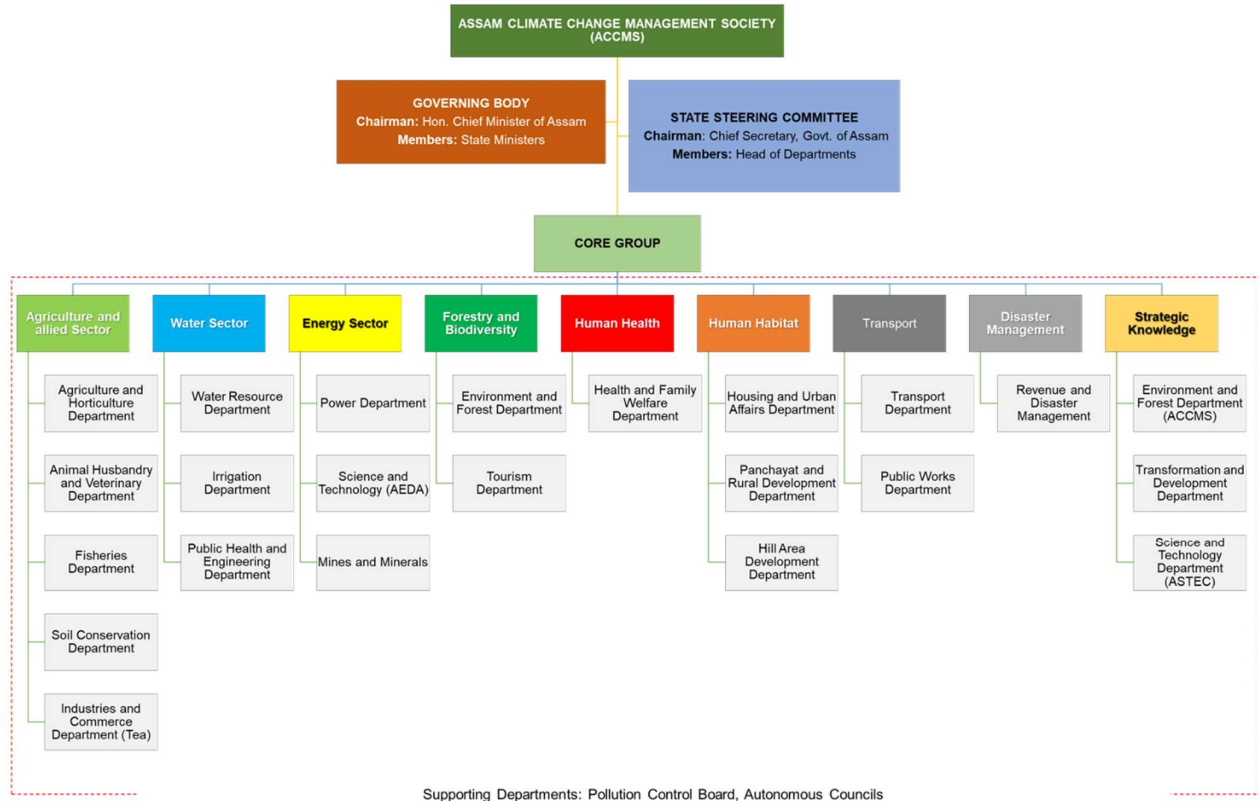 ASSAM CLIMATE CHANGE MANAGEMENT SOCIETY
(ACCMS)
GOVERNING BODY
Chairman: Hon. Chief Minister of Assam
Members: State Ministers
STATE STEERING COMMITTEE
Chairman: Chief Secretary, Govt. of Assam
Members: Head of Departments
CORE GROUP
Agriculture and
allied Sector
Agriculture and
Horticulture
Department
Animal Husbandry
and Veterinary
Department
Fisheries
Department
Soil Conservation
Department
Industries and
Commerce
Department (Tea)
Water Sector
Water Resource
Department
Irrigation
Department
Public Health and
Engineering
Department
Energy Sector
Power Department
Science and
Technology (AEDA)
Mines and Minerals
Forestry and
Biodiversity
Environment and
Forest Department
Tourism
Department
Human Health
Health and Family
Welfare
Department
Human Habitat
Housing and Urban
Affairs Department
Panchayat and
Rural Development
Department
Hill Area
Development
Department
Transport
Transport
Department
Public Works
Department
Disaster
Management
Revenue and
Disaster
Management
Strategic
Knowledge
Environment and
Forest Department
(ACCMS)
Transformation and
Development
Department
Science and
Technology
Department
(ASTEC)
Supporting Departments: Pollution Control Board, Autonomous Councils